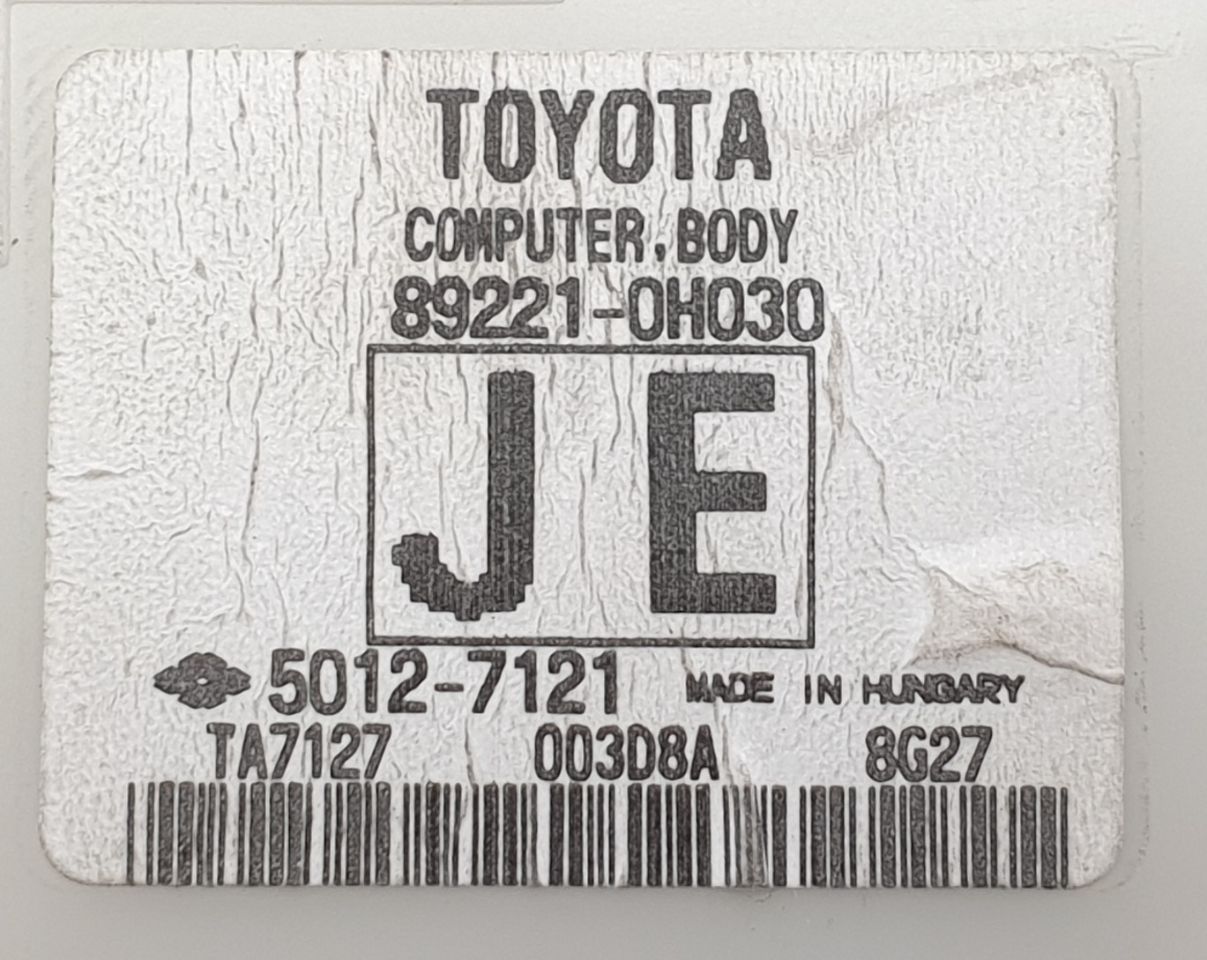 TOYOTA
COMPUTER, BODY
89221-0H030
JE
5012-7121 MADE IN HUNGARY
TA7127 003D8A 8G27